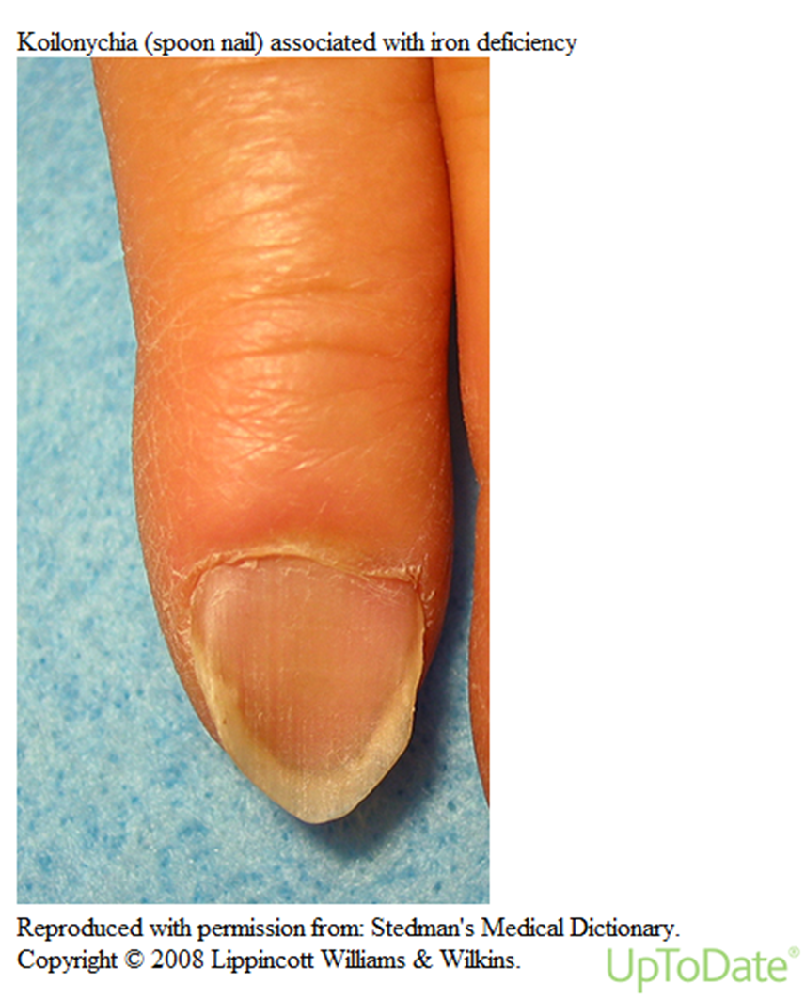 Koilonychia (spoon nail) associated with iron deficiency
Reproduced with permission from: Stedman's Medical Dictionary.
Copyright © 2008 Lippincott Williams & Wilkins.
UpToDate®